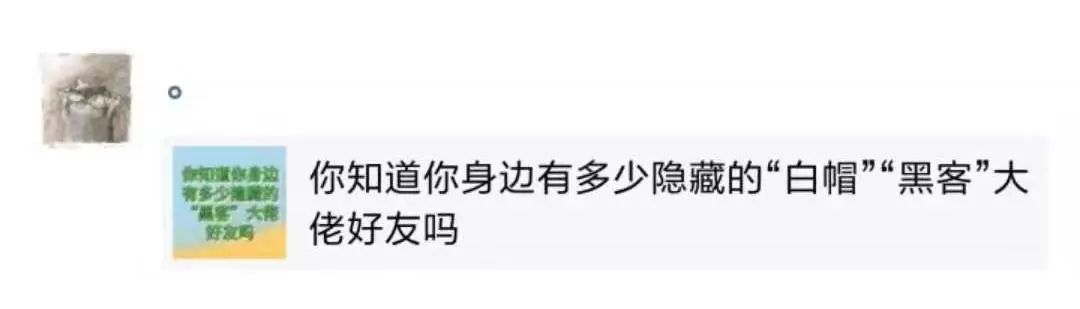 。
你知道你身边
有多少隐藏的
“黑客”大佬
好友吗
你知道你身边有多少隐藏的“白帽”“黑客”大
佬好友吗